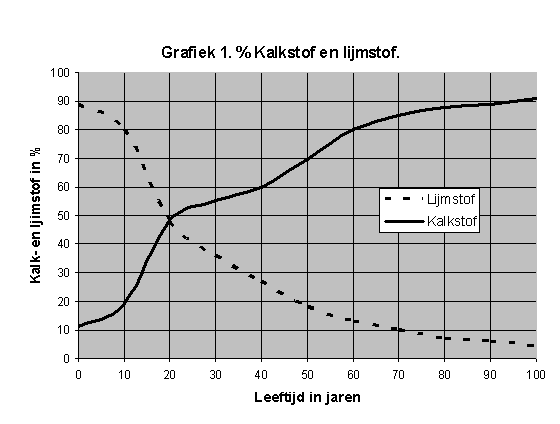 Grafiek 1. % Kalkstof en lijmstof.
Kalk- en ljimstof in %
100
90
80
70
60
50
40
30
20
10
0
Lijmstof
Kalkstof
0 10 20 30 40 50 60 70 80 90 100
Leeftijd in jaren